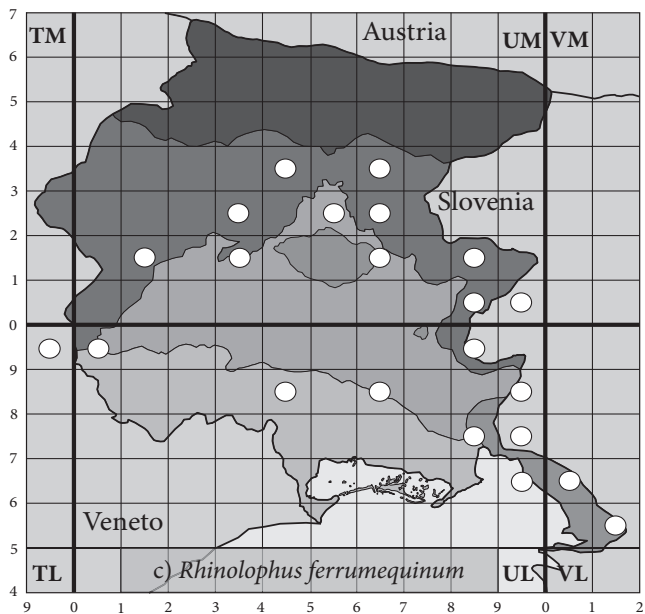 7
TM Austria UM VM
6
5
4
3
Slovenia
2
1
0
9
8
7
6
Veneto
5
TL c) Rhinolophus ferrumequinum UL VL
4
9 0 1 2 3 4 5 6 7 8 9 0 1 2